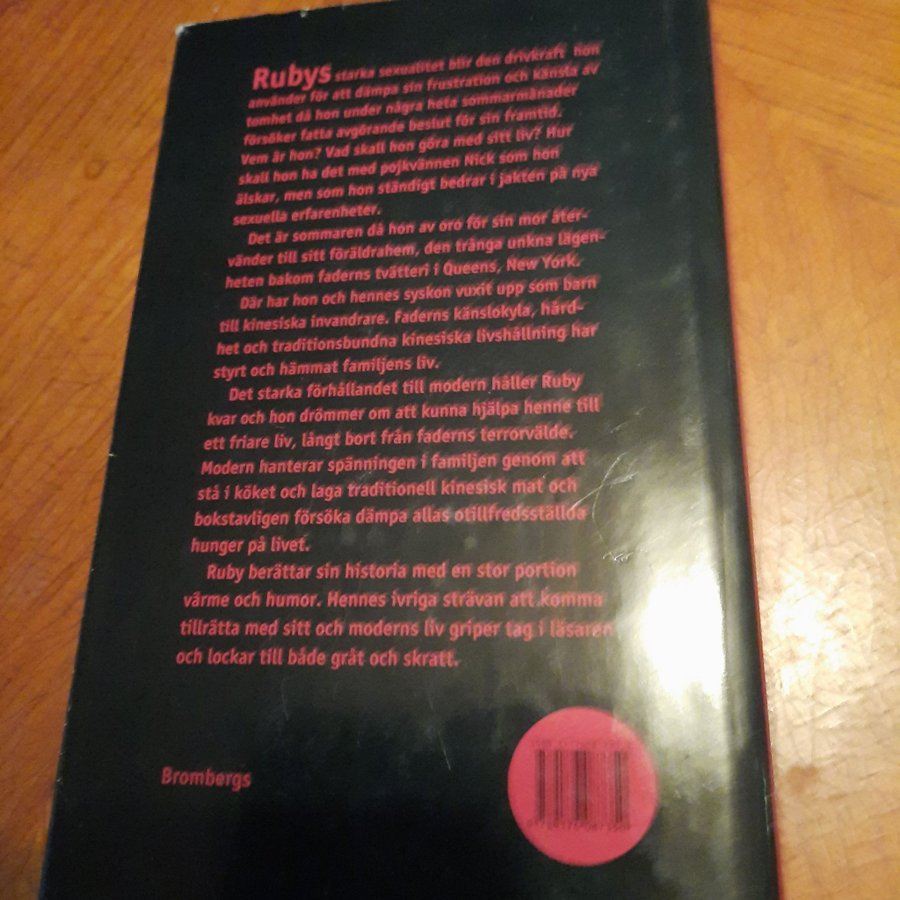 Rubys starka sexualitet blir den drivkraft hon
använder för att dämpa sin frustration och känsla av
tomhet då hon under några heta sommarmånader
försöker fatta avgörande beslut för sin framtid.
Vem är hon? Vad skall hon göra med sitt liv? Hur
skall hon ha det med pojkvännen Nick som hon
älskar, men som hon ständigt bedrar i jakten på nya
sexuella erfarenheter.
Det är sommaren då hon av oro för sin mor åter-
vänder till sitt föräldrahem, den trånga unkna lägen-
heten bakom faderns tvätteri i Queens, New York.
Där har hon och hennes syskon vuxit upp som barn
till kinesiska invandrare. Faderns känslokyla, hård-
het och traditionsbundna kinesiska livshållning har
styrt och hämmat familjens liv.
Det starka förhållandet till modern håller Ruby
kvar och hon drömmer om att kunna hjälpa henne till
ett friare liv, långt bort från faderns terrorvälde.
Modern hanterar spänningen i familjen genom att
stå i köket och laga traditionell kinesisk mat och
bokstavligen försöka dämpa allas otillfredsställda
hunger på livet.
Ruby berättar sin historia med en stor portion
värme och humor. Hennes ivriga strävan att komma
tillrätta med sitt och moderns liv griper tag i läsaren
och lockar till både gråt och skratt.
Brombergs